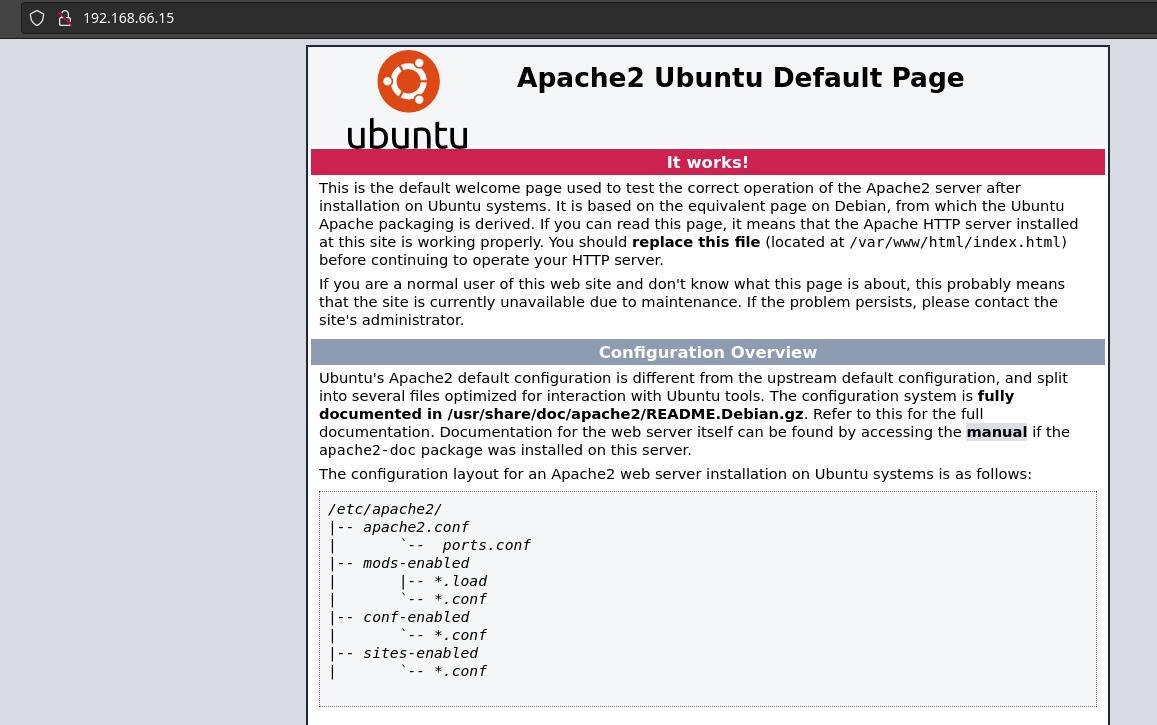 192.168.66.15
Apache2 Ubuntu Default Page
ubuntu
It works!
This is the default welcome page used to test the correct operation of the Apache2 server after
installation on Ubuntu systems. It is based on the equivalent page on Debian, from which the Ubuntu
Apache packaging is derived. If you can read this page, it means that the Apache HTTP server installed
at this site is working properly. You should replace this file (located at /var/www/html/index.html)
before continuing to operate your HTTP server.
If you are a normal user of this web site and don't know what this page is about, this probably means
that the site is currently unavailable due to maintenance. If the problem persists, please contact the
site's administrator.
Configuration Overview
Ubuntu's Apache2 default configuration is different from the upstream default configuration, and split
into several files optimized for interaction with Ubuntu tools. The configuration system is fully
documented in /usr/share/doc/apache2/README.Debian.gz. Refer to this for the full
documentation. Documentation for the web server itself can be found by accessing the manual if the
apache2-doc package was installed on this server.
The configuration layout for an Apache2 web server installation on Ubuntu systems is as follows:
/etc/apache2/
|-- apache2.conf
|       `--  ports.conf
|-- mods-enabled
|       |-- *.load
|       `-- *.conf
|-- conf-enabled
|       `-- *.conf
|-- sites-enabled
|       `-- *.conf